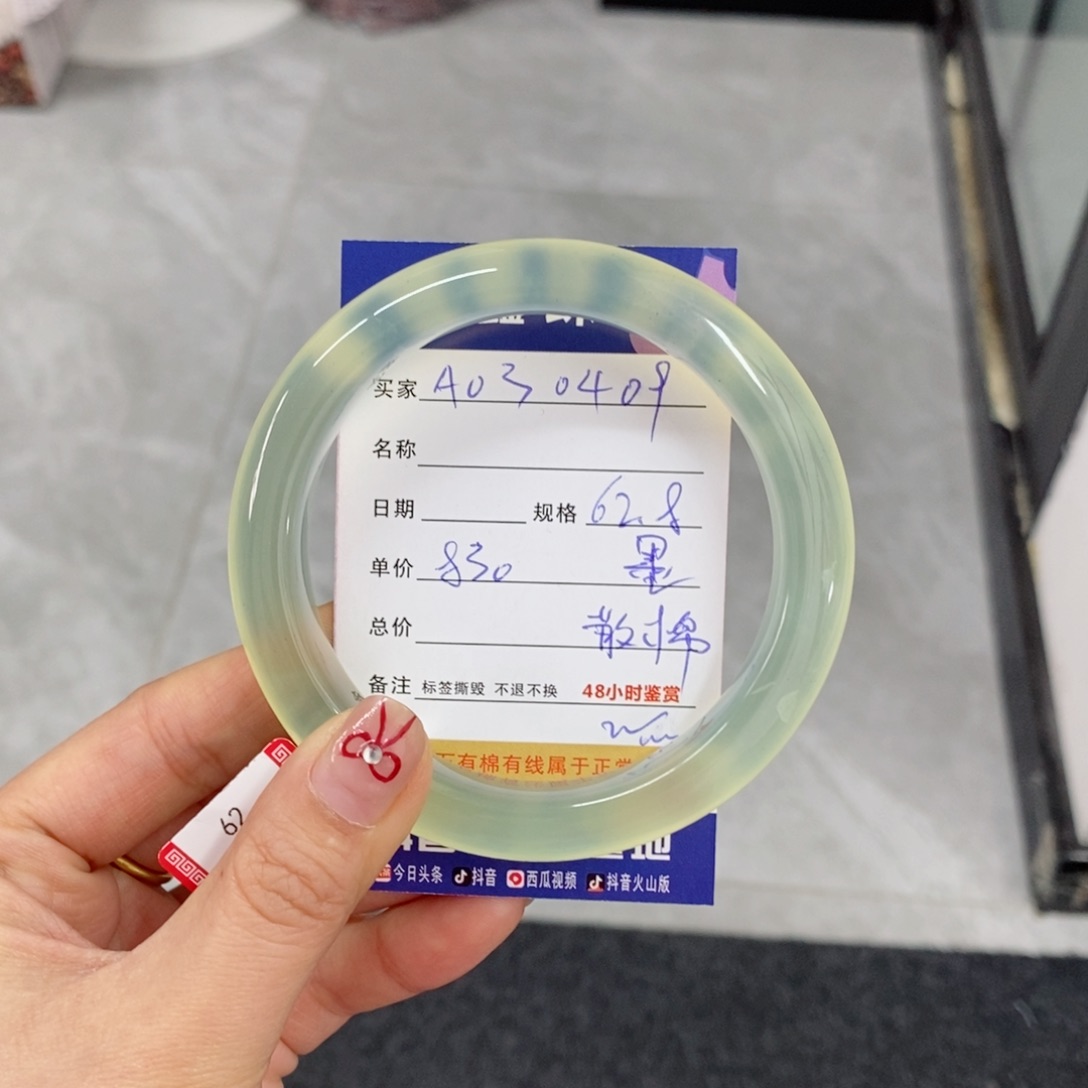 买家 A030409
名称
日期 规格 62.8
单价 830 墨
总价 散棉
备注 标签撕毁 不退不换 48小时鉴赏
有棉有线属于正常
今日头条 抖音 西瓜视频 抖音火山版
62